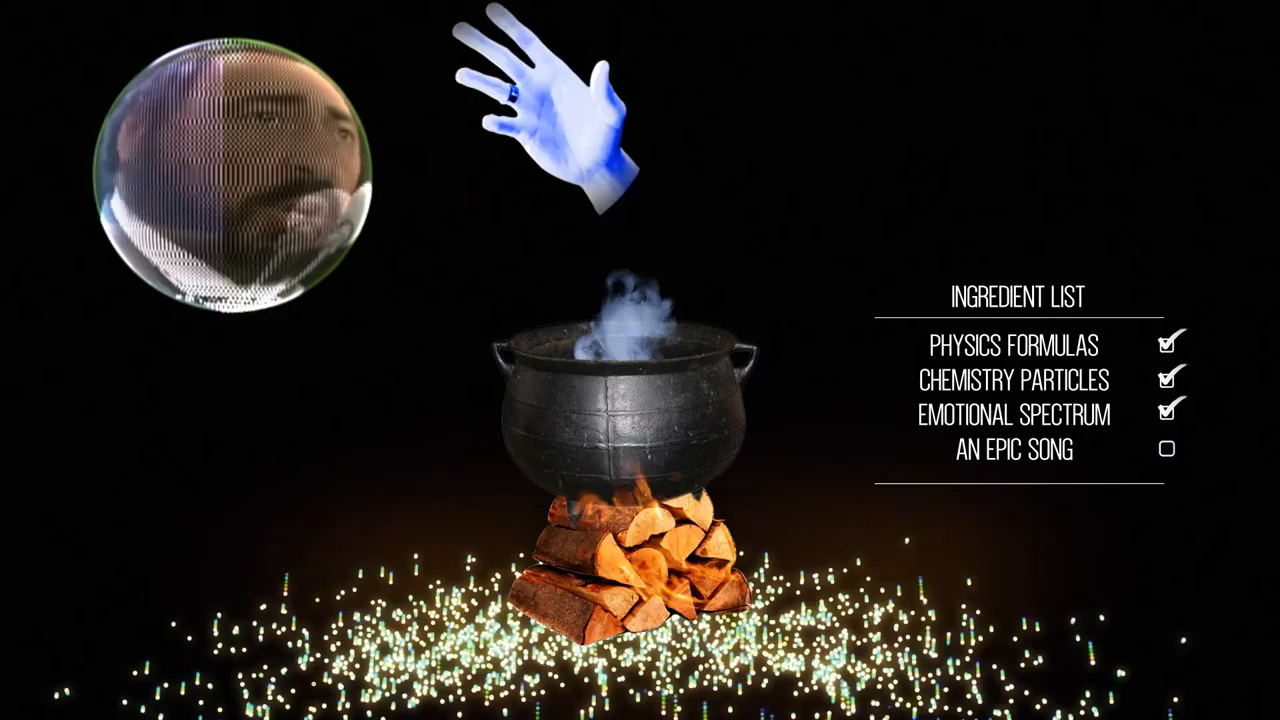 INGREDIENT LIST
PHYSICS FORMULAS
CHEMISTRY PARTICLES
EMOTIONAL SPECTRUM
AN EPIC SONG